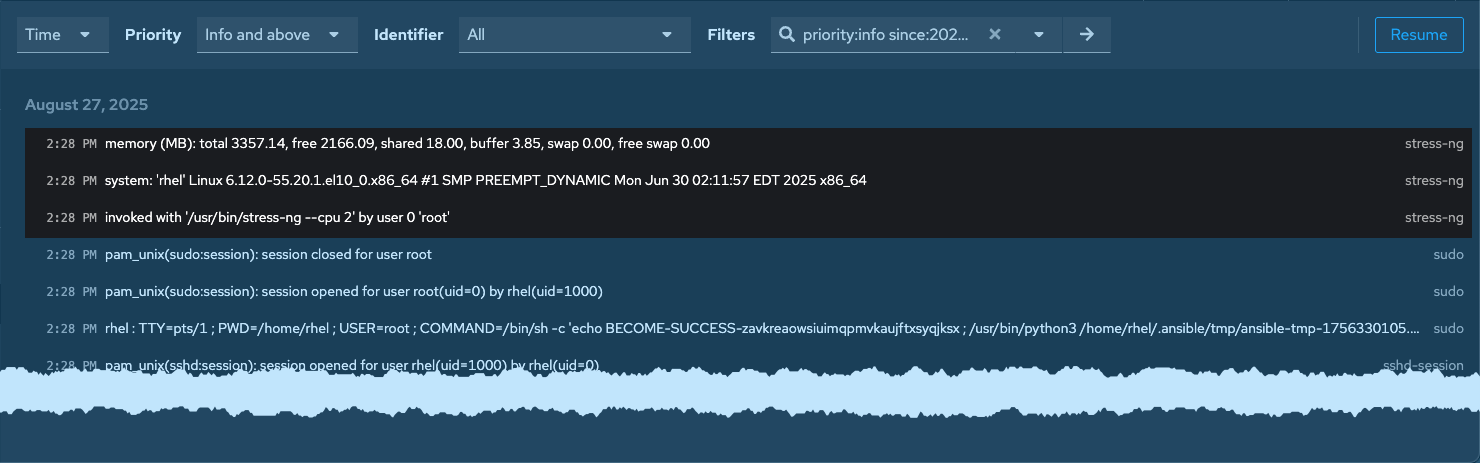 Time Priority Info and above Identifier All Filters priority:info since:202... Resume
August 27, 2025
2:28 PM memory (MB): total 3357.14, free 2166.09, shared 18.00, buffer 3.85, swap 0.00, free swap 0.00 stress-ng
2:28 PM system: 'rhel' Linux 6.12.0-55.20.1.el10_0.x86_64 #1 SMP PREEMPT_DYNAMIC Mon Jun 30 02:11:57 EDT 2025 x86_64 stress-ng
2:28 PM invoked with '/usr/bin/stress-ng --cpu 2' by user 0 'root' stress-ng
2:28 PM pam_unix(sudo:session): session closed for user root sudo
2:28 PM pam_unix(sudo:session): session opened for user root(uid=0) by rhel(uid=1000) sudo
2:28 PM rhel : TTY=pts/1 ; PWD=/home/rhel ; USER=root ; COMMAND=/bin/sh -c 'echo BECOME-SUCCESS-zavkreaowsiuimqpmvkaujftxsyqjksx ; /usr/bin/python3 /home/rhel/.ansible/tmp/ansible-tmp-1756330105.... sudo
2:28 PM pam_unix(sshd:session): session opened for user rhel(uid=1000) by rhel(uid=0) sshd-session